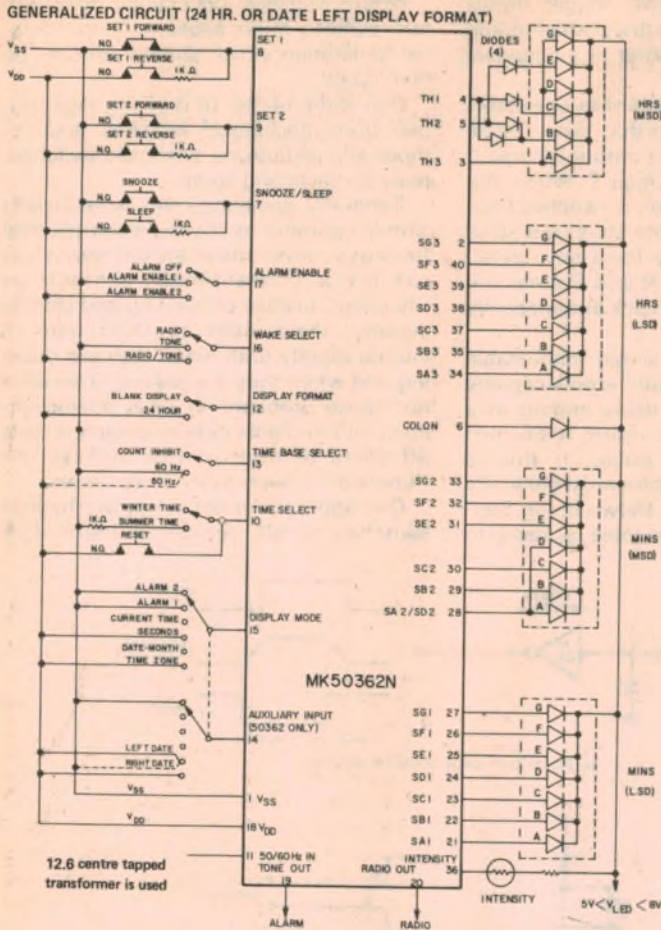 GENERALIZED CIRCUIT (24 HR. OR DATE LEFT DISPLAY FORMAT)
VSS
VDD
SET 1 FORWARD
N.O.
SET 1 REVERSE
N.O.
1KΩ
SET 1
8
SET 2 FORWARD
N.O.
SET 2 REVERSE
N.O.
1KΩ
SET 2
9
SNOOZE
N.O.
SLEEP
N.O.
1KΩ
SNOOZE/SLEEP
7
ALARM OFF
ALARM ENABLE 1
ALARM ENABLE2
ALARM ENABLE
17
RADIO
TONE
RADIO/TONE
WAKE SELECT
16
BLANK DISPLAY
24 HOUR
DISPLAY FORMAT
12
COUNT INHIBIT
60 Hz
50 Hz
TIME BASE SELECT
13
WINTER TIME
1KΩ
SUMMER TIME
RESET
N.O.
TIME SELECT
10
ALARM 2
ALARM 1
CURRENT TIME
SECONDS
DATE-MONTH
TIME ZONE
DISPLAY MODE
15
MK50362N
AUXILIARY INPUT
(50362 ONLY)
14
LEFT DATE
RIGHT DATE
VSS
1 VSS
VDD
18 VDD
11 50/60Hz IN
TONE OUT
19
RADIO OUT
20
12.6 centre tapped
transformer is used
ALARM
RADIO
DIODES
(4)
TH1 4
TH2 5
TH3 3
G
E
D
C
B
A
HRS
(MSD)
SG3 2
SF3 40
SE3 39
SD3 38
SC3 37
SB3 35
SA3 34
G
F
E
D
C
B
A
HRS
(LSD)
COLON 6
SG2 33
SF2 32
SE2 31
SC2 30
SB2 29
SA2/SD2 28
G
F
E
D
C
B
A
MINS
(MSD)
SG1 27
SF1 26
SE1 25
SD1 24
SC1 23
SB1 22
SA1 21
G
F
E
D
C
B
A
MINS
(LSD)
INTENSITY
36
INTENSITY
5V<VLED<8V